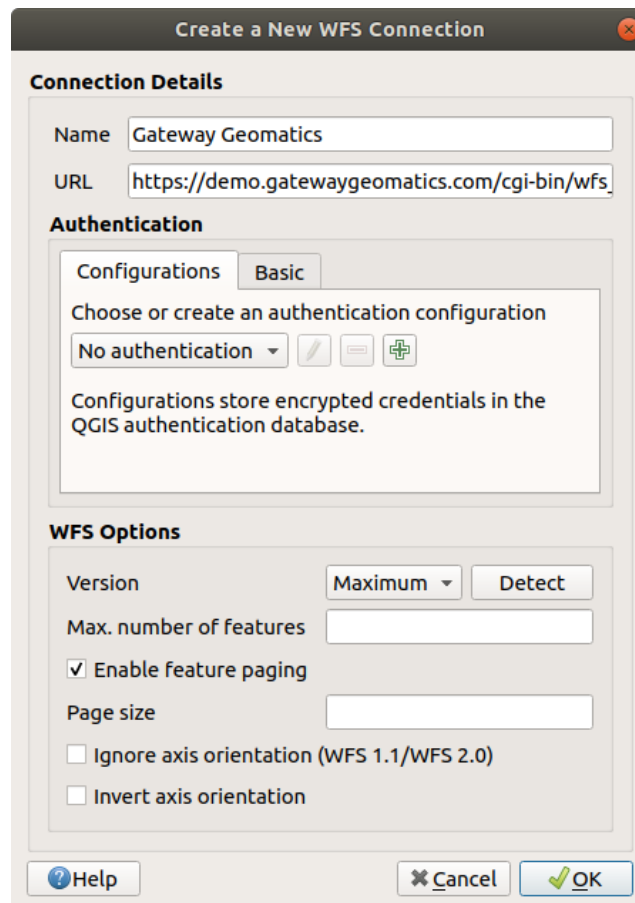 Create a New WFS Connection
Connection Details
Name Gateway Geomatics
URL https://demo.gatewaygeomatics.com/cgi-bin/wfs_
Authentication
Configurations Basic
Choose or create an authentication configuration
No authentication
Configurations store encrypted credentials in the
QGIS authentication database.
WFS Options
Version Maximum Detect
Max. number of features
Enable feature paging
Page size
Ignore axis orientation (WFS 1.1/WFS 2.0)
Invert axis orientation
Help Cancel OK